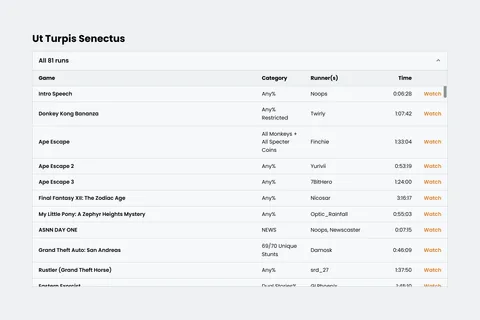 Ut Turpis Senectus
All 81 runs
Game Category Runner(s) Time
Intro Speech Any% Noops 0:06:28 Watch
Donkey Kong Bananza Any% Restricted Twirly 1:07:42 Watch
Ape Escape All Monkeys + All Specter Coins Finchie 1:33:04 Watch
Ape Escape 2 Any% Yurivii 0:53:19 Watch
Ape Escape 3 Any% 7BitHero 1:24:00 Watch
Final Fantasy XII: The Zodiac Age Any% Nicosar 3:16:17 Watch
My Little Pony: A Zephyr Heights Mystery Any% Optic_Rainfall 0:55:03 Watch
ASNN DAY ONE NEWS Noops, Newscaster 0:07:15 Watch
Grand Theft Auto: San Andreas 69/70 Unique Stunts Damosk 0:46:09 Watch
Rustler (Grand Theft Horse) Any% srd_27 1:37:50 Watch